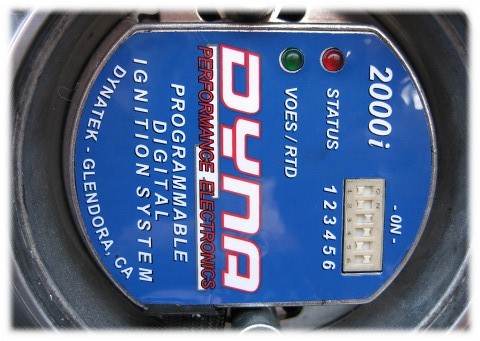 2000i
- ON -
STATUS 1 2 3 4 5 6
VOES / RTD
DYNA
PERFORMANCE ELECTRONICS
PROGRAMMABLE
DIGITAL
IGNITION SYSTEM
DYNATEK - GLENDORA, CA